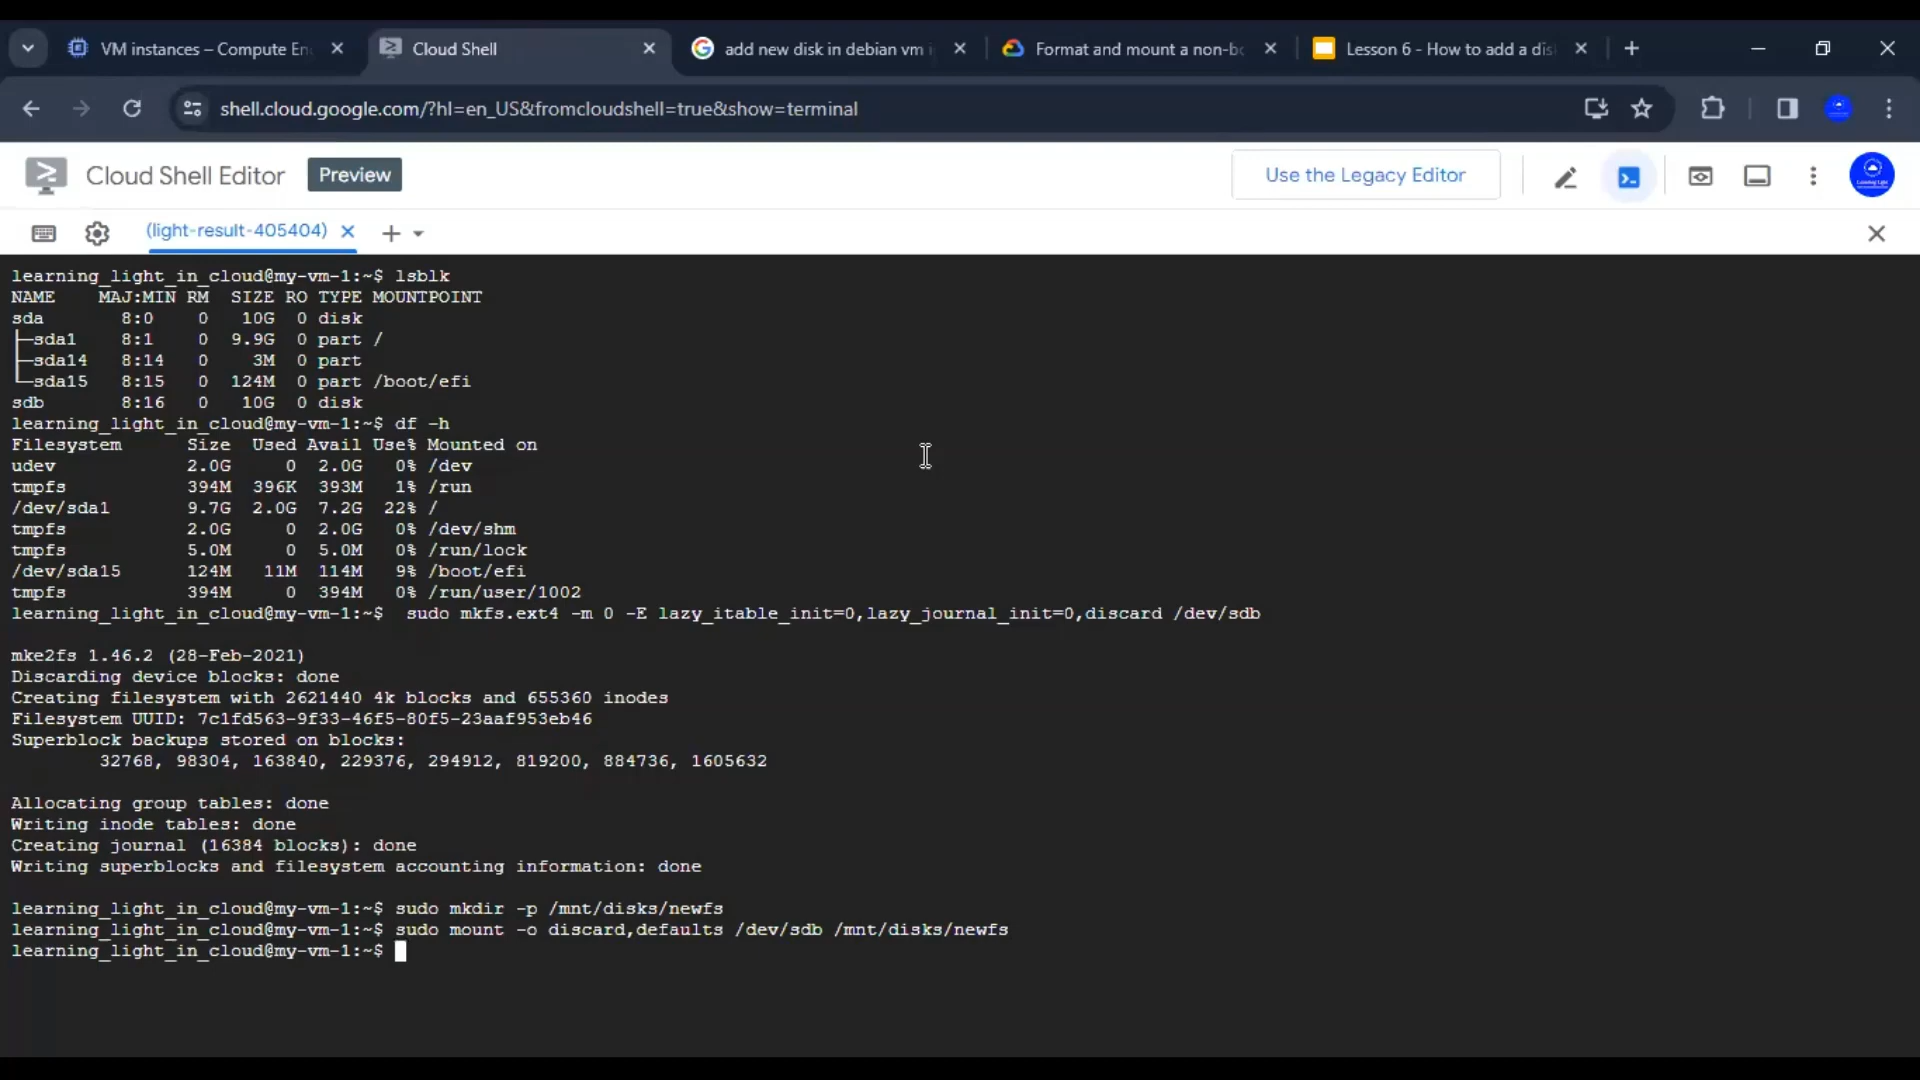 VM instances – Compute En
Cloud Shell
add new disk in debian vm i
Format and mount a non-bo
Lesson 6 - How to add a dis
shell.cloud.google.com/?hl=en_US&fromcloudshell=true&show=terminal
Cloud Shell Editor
Preview
Use the Legacy Editor
(light-result-405404)
learning_light_in_cloud@my-vm-1:~$ lsblk
NAME    MAJ:MIN RM   SIZE RO TYPE MOUNTPOINT
sda       8:0    0    10G  0 disk
├─sda1    8:1    0   9.9G  0 part /
├─sda14   8:14   0     3M  0 part
└─sda15   8:15   0   124M  0 part /boot/efi
sdb       8:16   0    10G  0 disk
learning_light_in_cloud@my-vm-1:~$ df -h
Filesystem      Size  Used Avail Use% Mounted on
udev            2.0G     0  2.0G   0% /dev
tmpfs           394M  396K  393M   1% /run
/dev/sda1       9.7G  2.0G  7.2G  22% /
tmpfs           2.0G     0  2.0G   0% /dev/shm
tmpfs           5.0M     0  5.0M   0% /run/lock
/dev/sda15      124M   11M  114M   9% /boot/efi
tmpfs           394M     0  394M   0% /run/user/1002
learning_light_in_cloud@my-vm-1:~$  sudo mkfs.ext4 -m 0 -E lazy_itable_init=0,lazy_journal_init=0,discard /dev/sdb
mke2fs 1.46.2 (28-Feb-2021)
Discarding device blocks: done
Creating filesystem with 2621440 4k blocks and 655360 inodes
Filesystem UUID: 7c1fd563-9f33-46f5-80f5-23aaf953eb46
Superblock backups stored on blocks:
        32768, 98304, 163840, 229376, 294912, 819200, 884736, 1605632
Allocating group tables: done
Writing inode tables: done
Creating journal (16384 blocks): done
Writing superblocks and filesystem accounting information: done
learning_light_in_cloud@my-vm-1:~$ sudo mkdir -p /mnt/disks/newfs
learning_light_in_cloud@my-vm-1:~$ sudo mount -o discard,defaults /dev/sdb /mnt/disks/newfs
learning_light_in_cloud@my-vm-1:~$